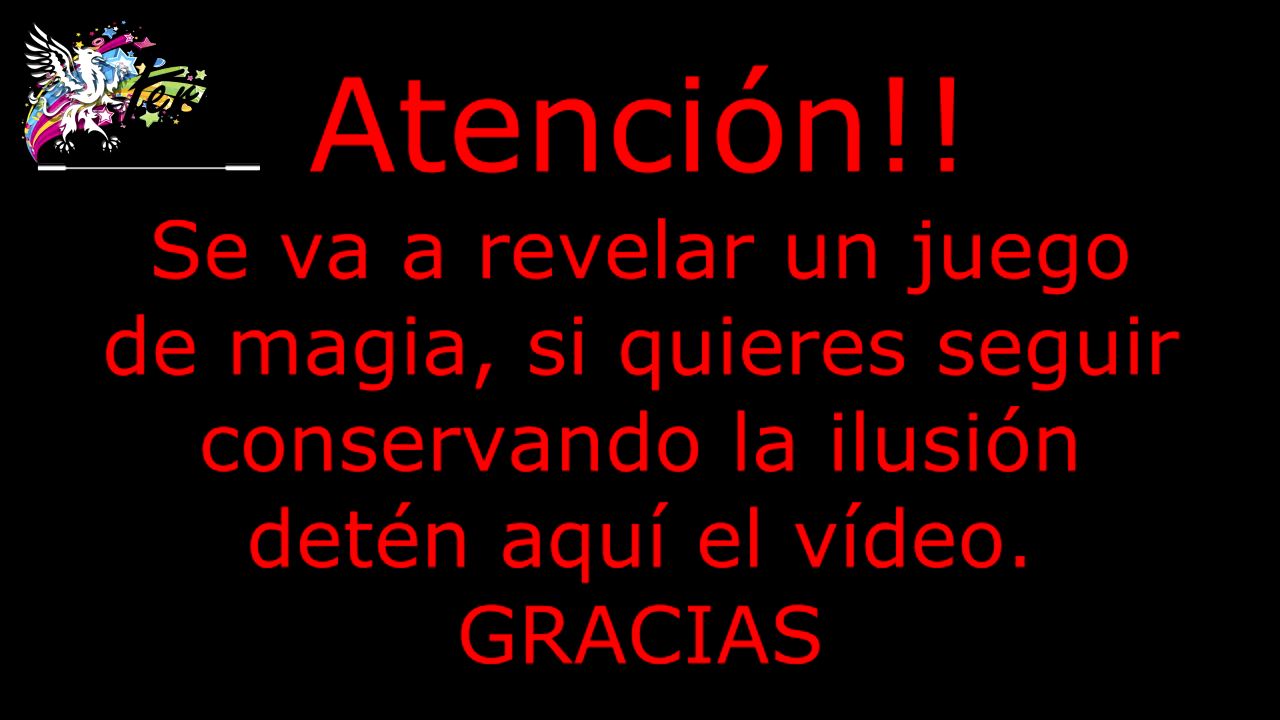 Atención!!
Se va a revelar un juego
de magia, si quieres seguir
conservando la ilusión
detén aquí el vídeo.
GRACIAS